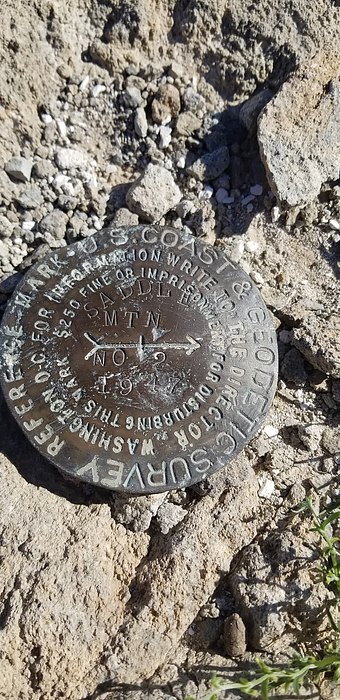 U.S. COAST & GEODETIC SURVEY REFERENCE MARK
FOR INFORMATION WRITE TO THE DIRECTOR WASHINGTON D.C.
$250 FINE OR IMPRISONMENT FOR DISTURBING THIS MARK
SADDLE
MTN
NO 2